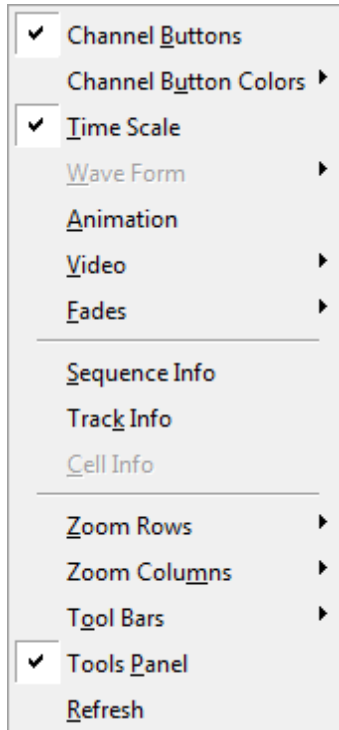 Channel Buttons
Channel Button Colors
Time Scale
Wave Form
Animation
Video
Fades
Sequence Info
Track Info
Cell Info
Zoom Rows
Zoom Columns
Tool Bars
Tools Panel
Refresh